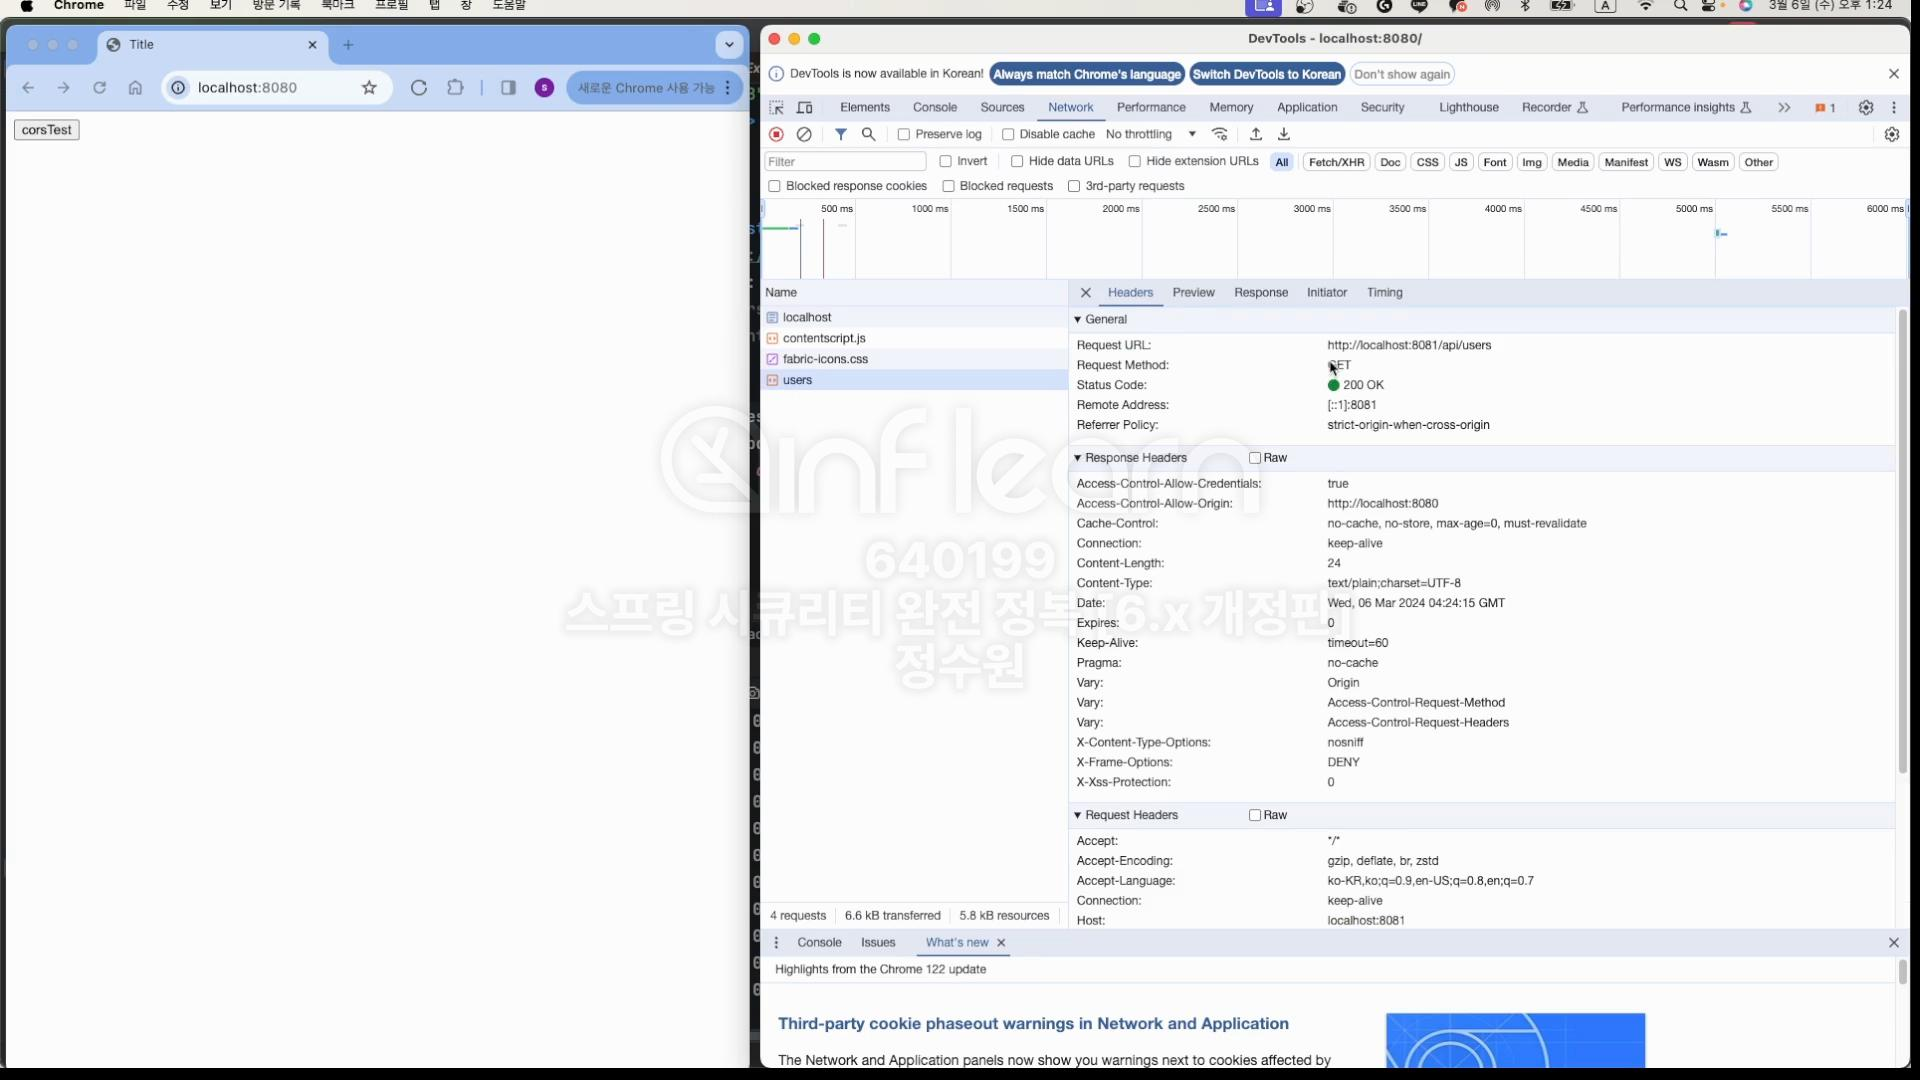 Chrome 파일 수정 보기 방문 기록 북마크 프로필 탭 창 도움말 A 3월 6일 (수) 오후 1:24
Title
localhost:8080 S 새로운 Chrome 사용 가능
corsTest
DevTools - localhost:8080/
DevTools is now available in Korean! Always match Chrome's language Switch DevTools to Korean Don't show again
Elements Console Sources Network Performance Memory Application Security Lighthouse Recorder Performance insights 1
Preserve log Disable cache No throttling
Filter Invert Hide data URLs Hide extension URLs All Fetch/XHR Doc CSS JS Font Img Media Manifest WS Wasm Other
Blocked response cookies Blocked requests 3rd-party requests
500 ms 1000 ms 1500 ms 2000 ms 2500 ms 3000 ms 3500 ms 4000 ms 4500 ms 5000 ms 5500 ms 6000 ms
Name
localhost
contentscript.js
fabric-icons.css
users
Headers Preview Response Initiator Timing
General
Request URL: http://localhost:8081/api/users
Request Method: GET
Status Code: 200 OK
Remote Address: [::1]:8081
Referrer Policy: strict-origin-when-cross-origin
Response Headers Raw
Access-Control-Allow-Credentials: true
Access-Control-Allow-Origin: http://localhost:8080
Cache-Control: no-cache, no-store, max-age=0, must-revalidate
Connection: keep-alive
Content-Length: 24
Content-Type: text/plain;charset=UTF-8
Date: Wed, 06 Mar 2024 04:24:15 GMT
Expires: 0
Keep-Alive: timeout=60
Pragma: no-cache
Vary: Origin
Vary: Access-Control-Request-Method
Vary: Access-Control-Request-Headers
X-Content-Type-Options: nosniff
X-Frame-Options: DENY
X-Xss-Protection: 0
Request Headers Raw
Accept: */*
Accept-Encoding: gzip, deflate, br, zstd
Accept-Language: ko-KR,ko;q=0.9,en-US;q=0.8,en;q=0.7
Connection: keep-alive
Host: localhost:8081
4 requests 6.6 kB transferred 5.8 kB resources
Console Issues What's new
Highlights from the Chrome 122 update
Third-party cookie phaseout warnings in Network and Application
The Network and Application panels now show you warnings next to cookies affected by
inflearn
640199
스프링 시큐리티 완전 정복 [6.x 개정판]
정수원